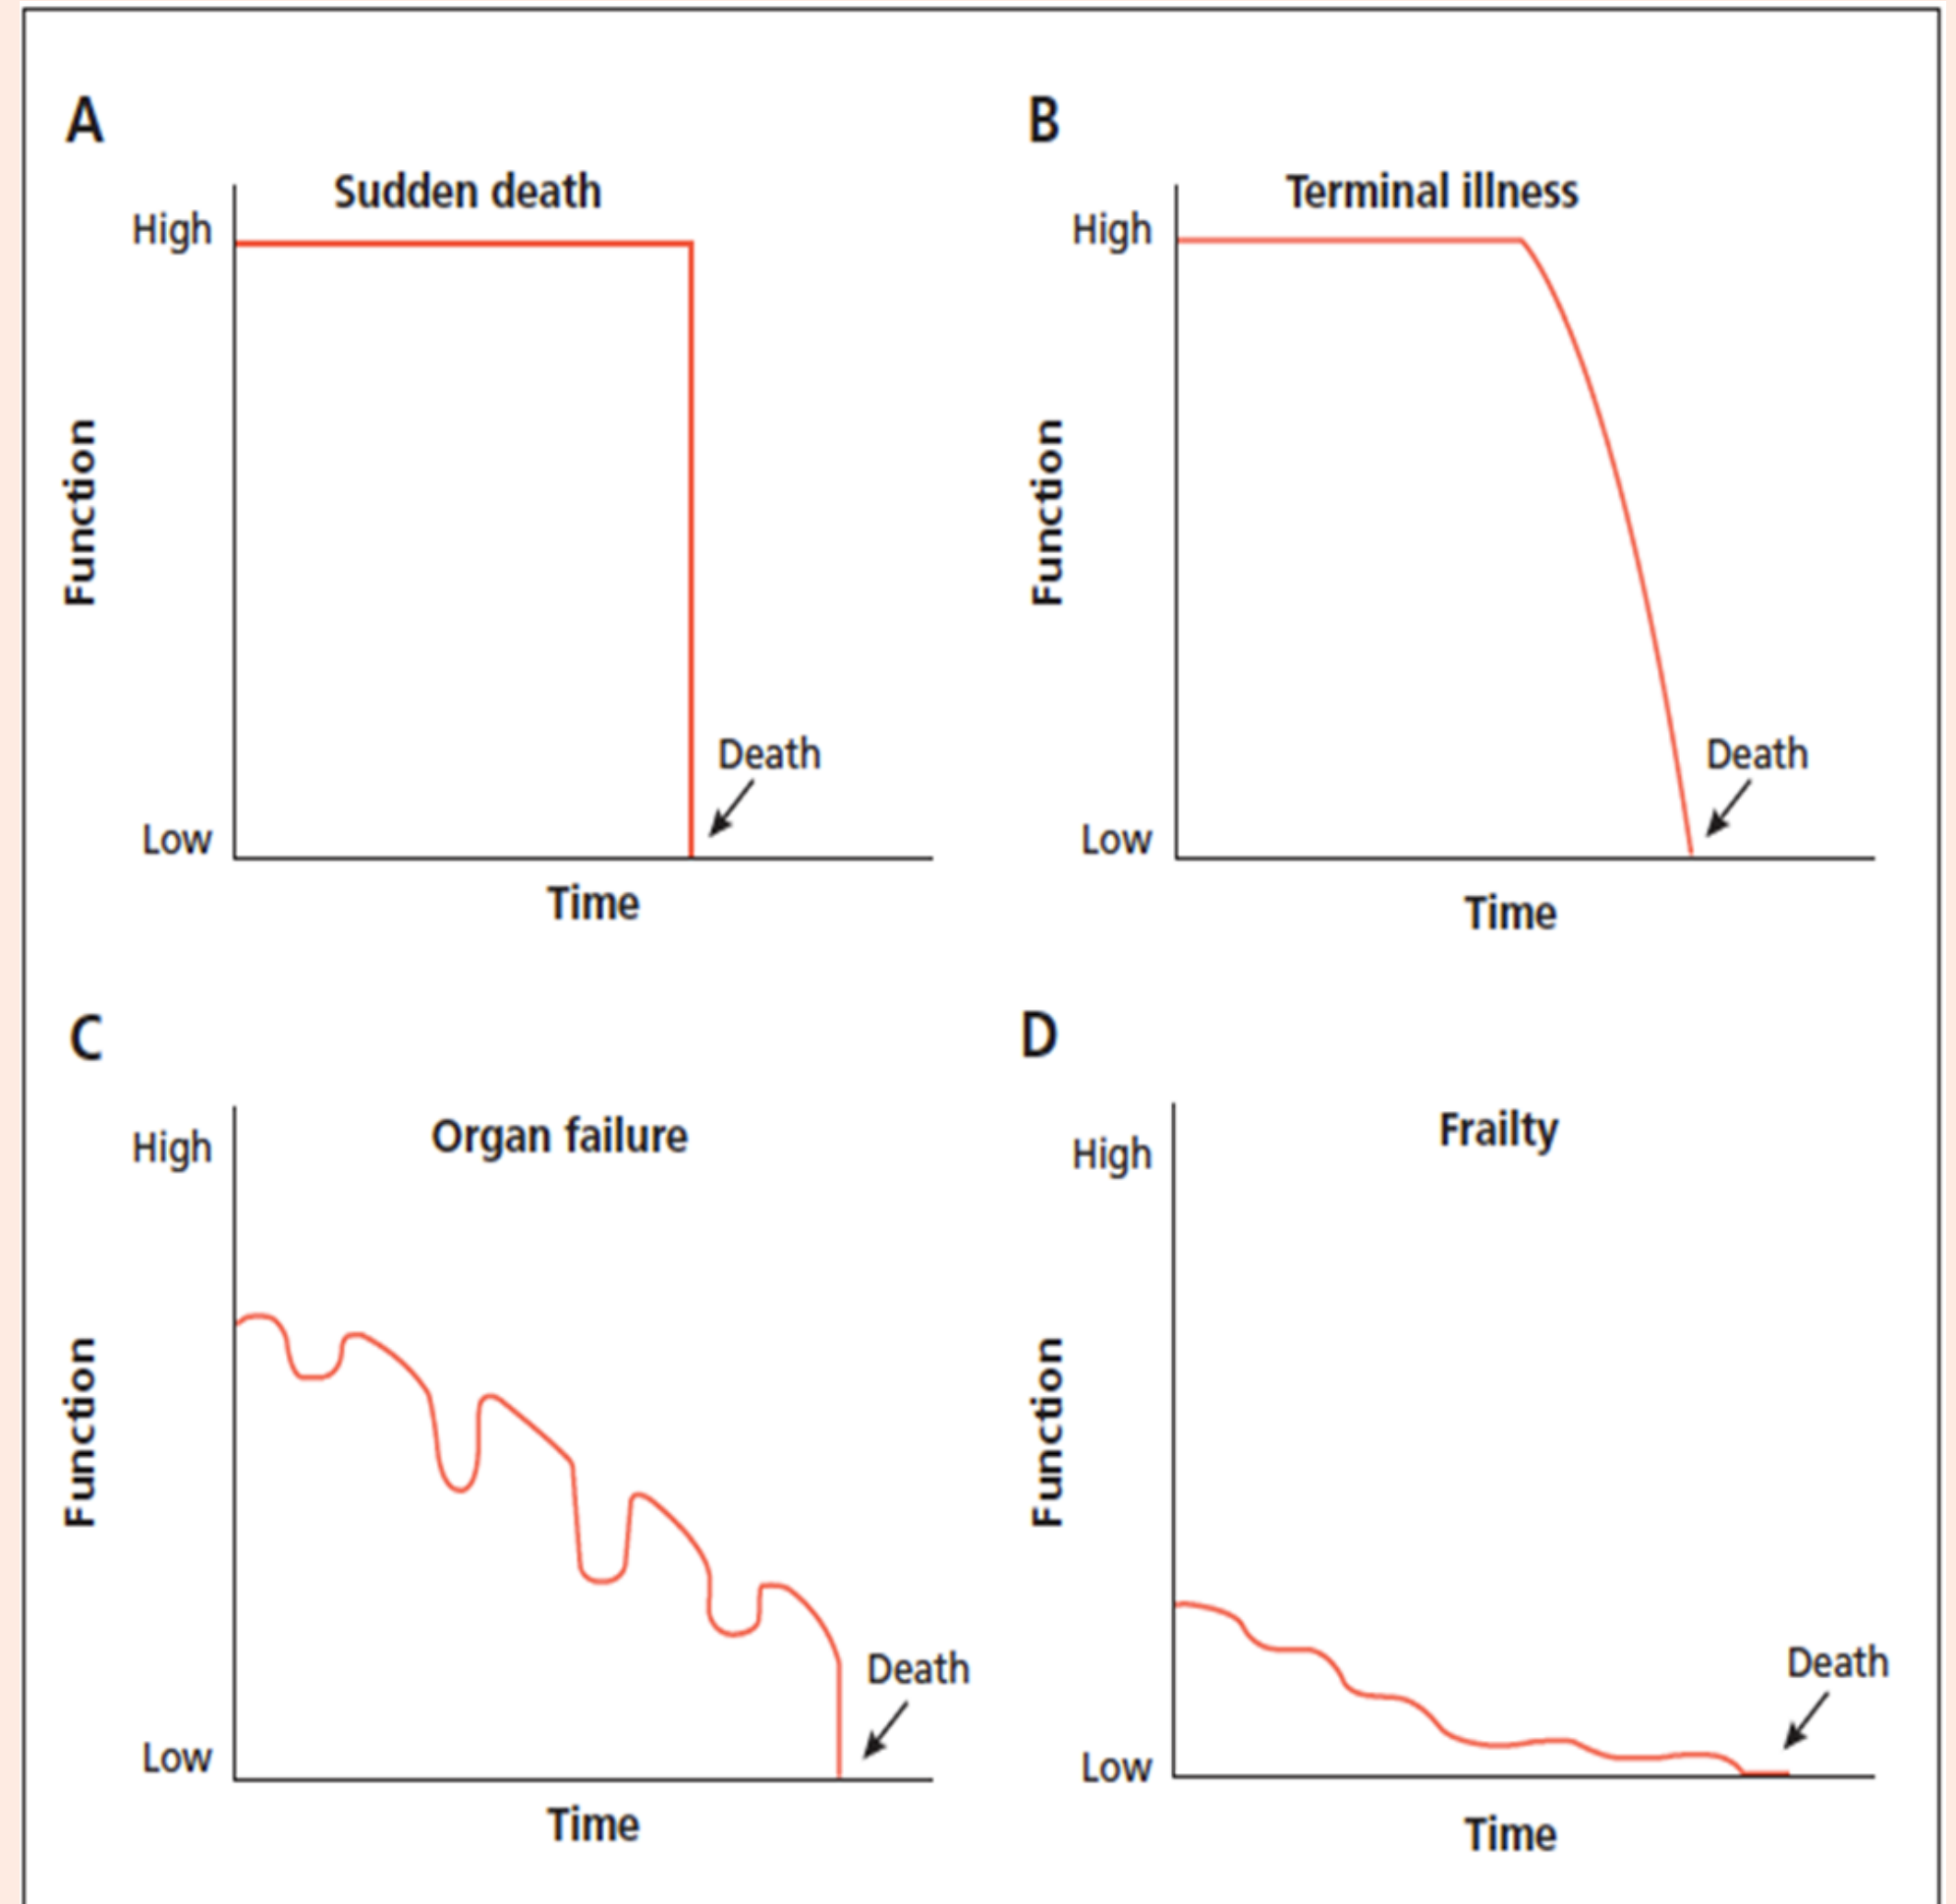 A
Sudden death
High
Function
Death
Low
Time
B
Terminal illness
High
Function
Death
Low
Time
C
Organ failure
High
Function
Death
Low
Time
D
Frailty
High
Function
Death
Low
Time